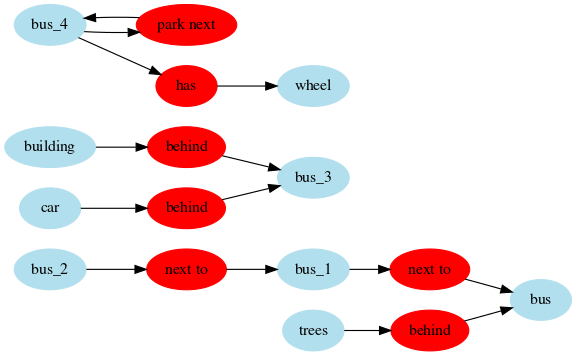 bus_4
park next
has
wheel
building
behind
bus_3
car
behind
bus_2
next to
bus_1
next to
bus
trees
behind